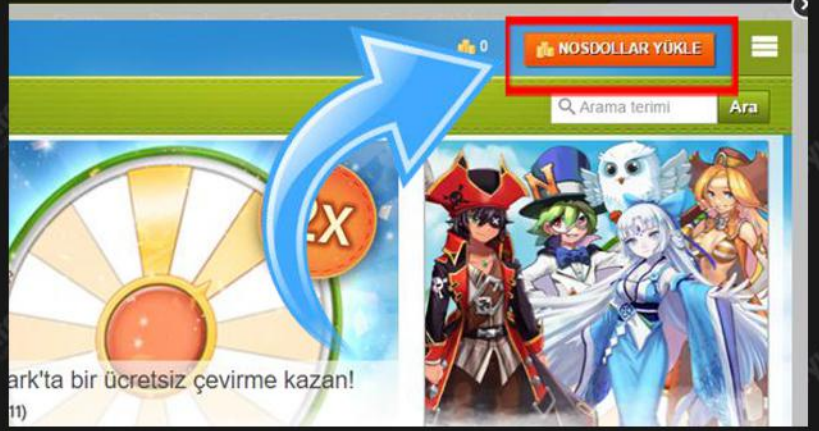 0
NOSDOLLAR YÜKLE
Arama terimi
Ara
2X
N
ark'ta bir ücretsiz çevirme kazan!
11)